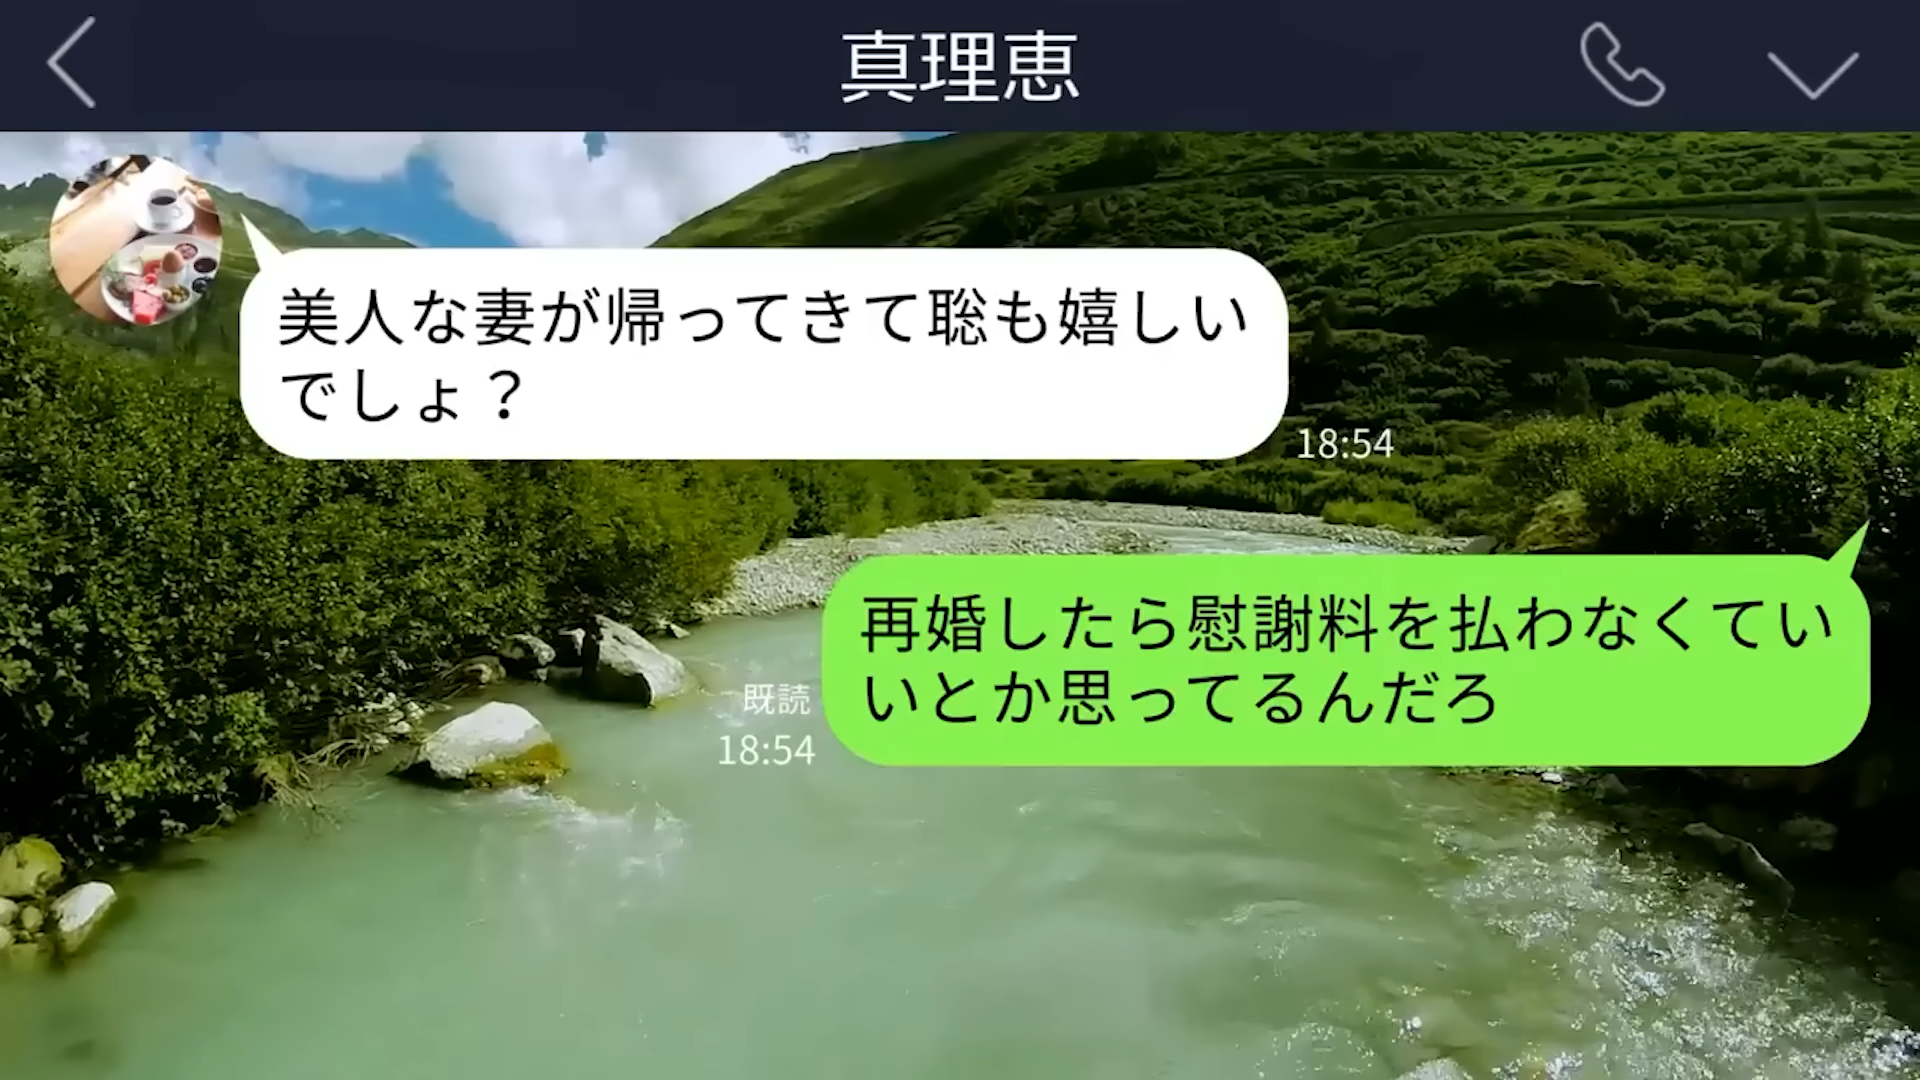 真理恵
美人な妻が帰ってきて聡も嬉しい
でしょ？
18:54
再婚したら慰謝料を払わなくてい
いとか思ってるんだろ
既読
18:54